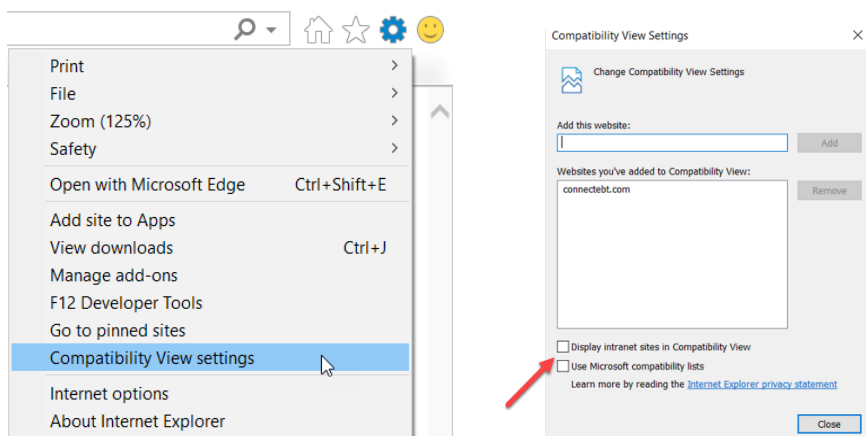 Print
File
Zoom (125%)
Safety
Open with Microsoft Edge Ctrl+Shift+E
Add site to Apps
View downloads Ctrl+J
Manage add-ons
F12 Developer Tools
Go to pinned sites
Compatibility View settings
Internet options
About Internet Explorer
Compatibility View Settings
Change Compatibility View Settings
Add this website:
Add
Websites you've added to Compatibility View:
connectebt.com
Remove
Display intranet sites in Compatibility View
Use Microsoft compatibility lists
Learn more by reading the Internet Explorer privacy statement
Close